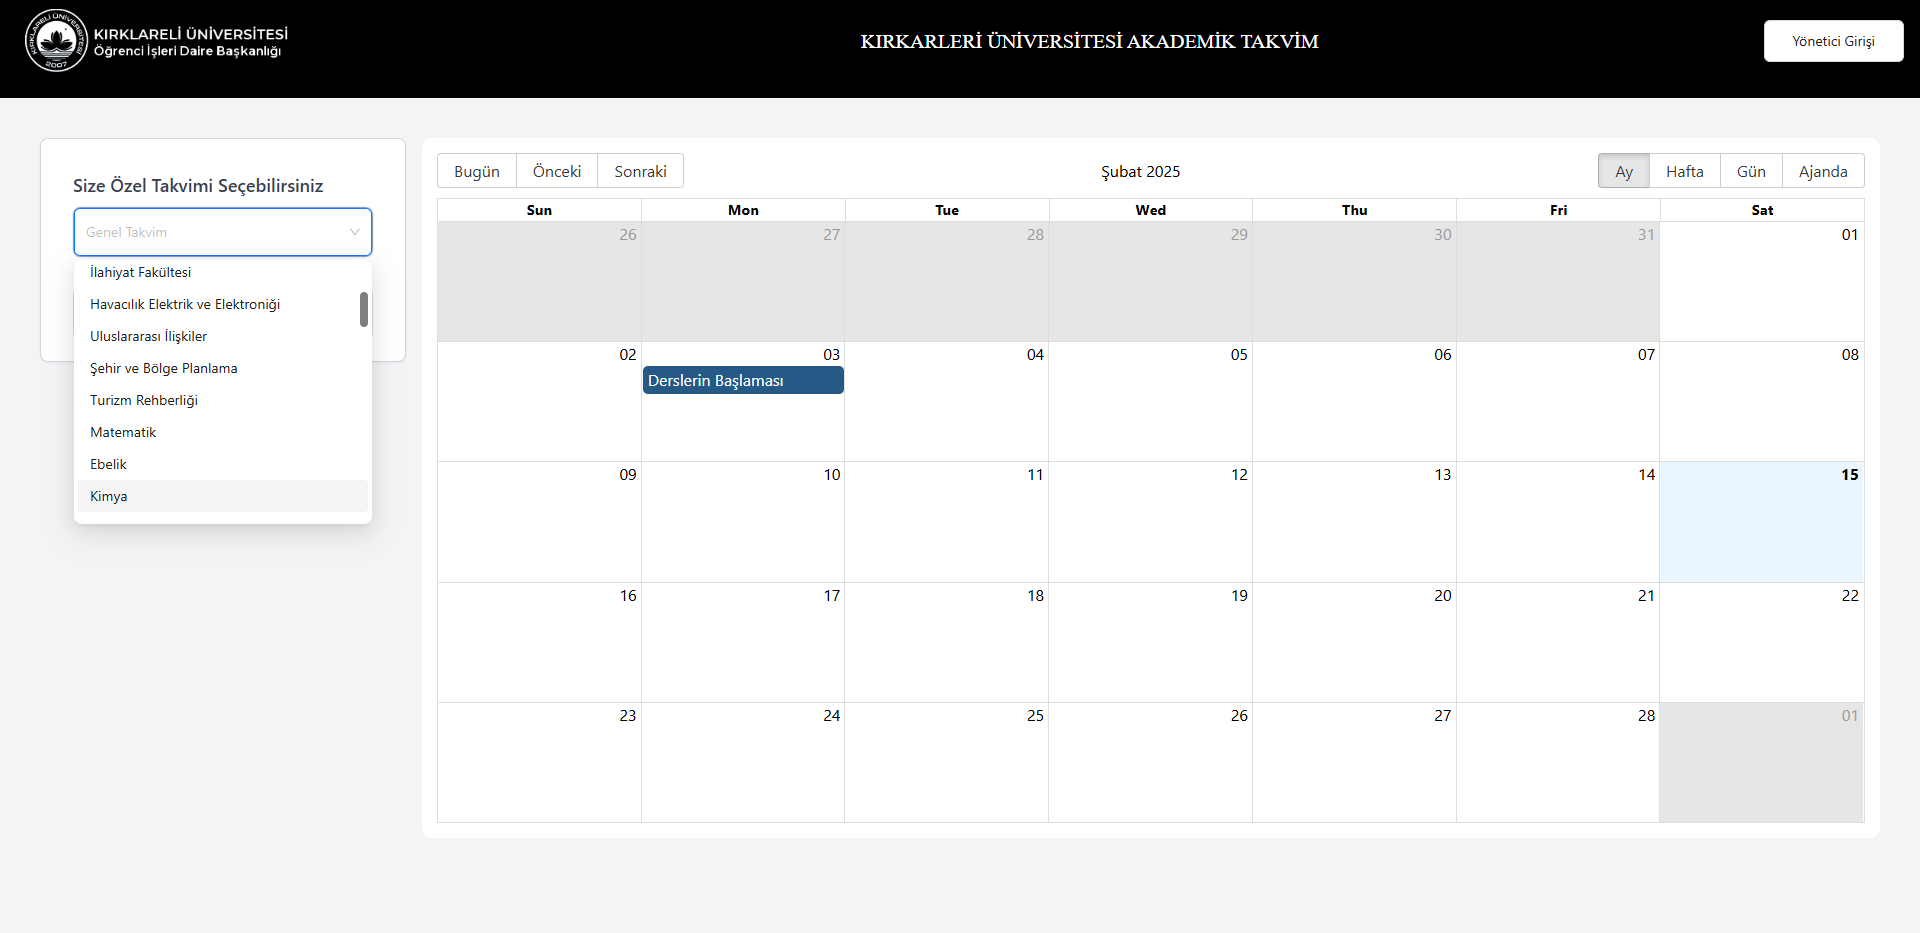 KIRKLARELİ ÜNİVERSİTESİ
KIRKLARELİ ÜNİVERSİTESİ
Öğrenci İşleri Daire Başkanlığı
2007
KIRKARLERİ ÜNİVERSİTESİ AKADEMİK TAKVİM
Yönetici Girişi
Size Özel Takvimi Seçebilirsiniz
Genel Takvim
İlahiyat Fakültesi
Havacılık Elektrik ve Elektroniği
Uluslararası İlişkiler
Şehir ve Bölge Planlama
Turizm Rehberliği
Matematik
Ebelik
Kimya
Bugün Önceki Sonraki
Şubat 2025
Ay Hafta Gün Ajanda
Sun Mon Tue Wed Thu Fri Sat
26 27 28 29 30 31 01
02 03 04 05 06 07 08
Derslerin Başlaması
09 10 11 12 13 14 15
16 17 18 19 20 21 22
23 24 25 26 27 28 01